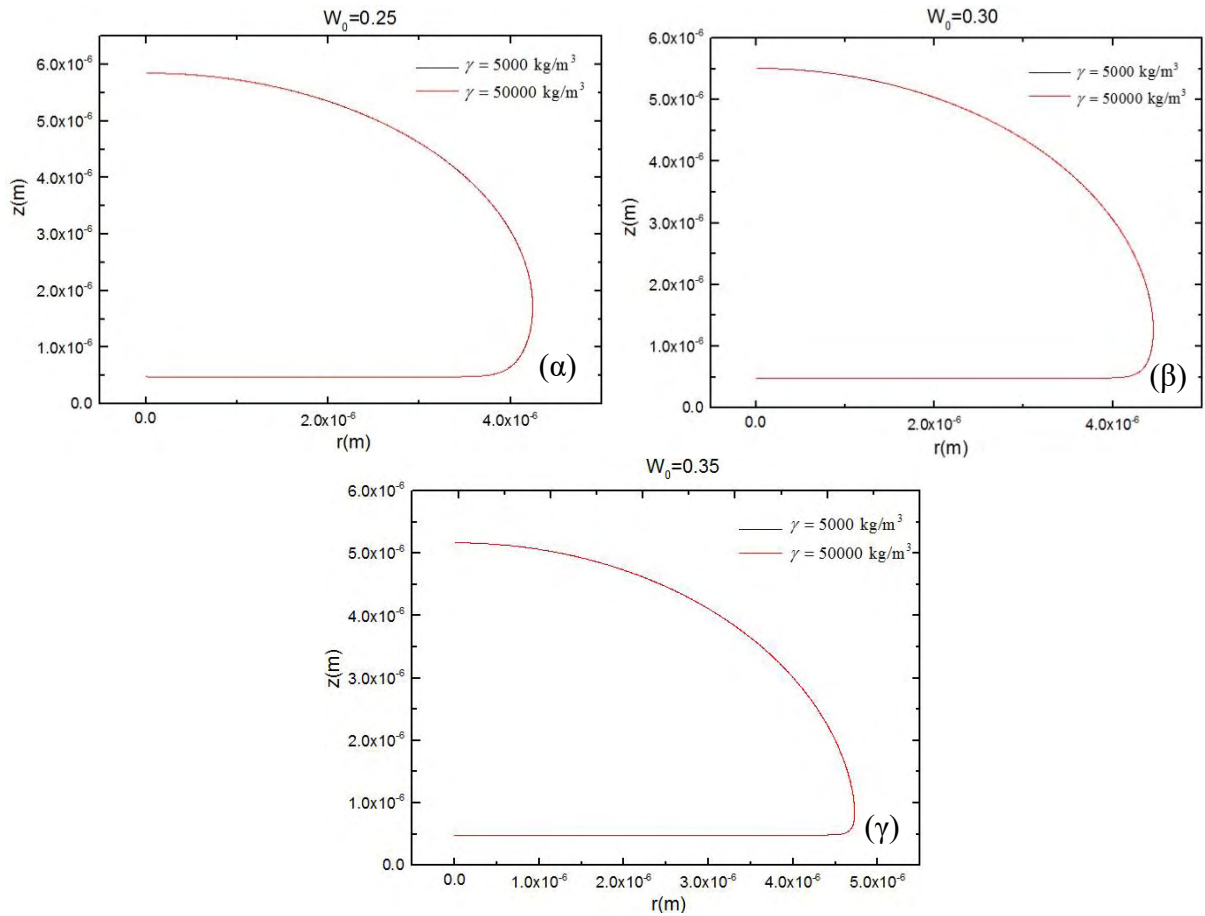 W₀=0.25
γ = 5000 kg/m³
γ = 50000 kg/m³
6.0x10⁻⁶
5.0x10⁻⁶
4.0x10⁻⁶
3.0x10⁻⁶
2.0x10⁻⁶
1.0x10⁻⁶
0.0
z(m)
0.0 2.0x10⁻⁶ 4.0x10⁻⁶
r(m)
(α)
W₀=0.30
γ = 5000 kg/m³
γ = 50000 kg/m³
6.0x10⁻⁶
5.0x10⁻⁶
4.0x10⁻⁶
3.0x10⁻⁶
2.0x10⁻⁶
1.0x10⁻⁶
0.0
z(m)
0.0 2.0x10⁻⁶ 4.0x10⁻⁶
r(m)
(β)
W₀=0.35
γ = 5000 kg/m³
γ = 50000 kg/m³
6.0x10⁻⁶
5.0x10⁻⁶
4.0x10⁻⁶
3.0x10⁻⁶
2.0x10⁻⁶
1.0x10⁻⁶
0.0
z(m)
0.0 1.0x10⁻⁶ 2.0x10⁻⁶ 3.0x10⁻⁶ 4.0x10⁻⁶ 5.0x10⁻⁶
r(m)
(γ)